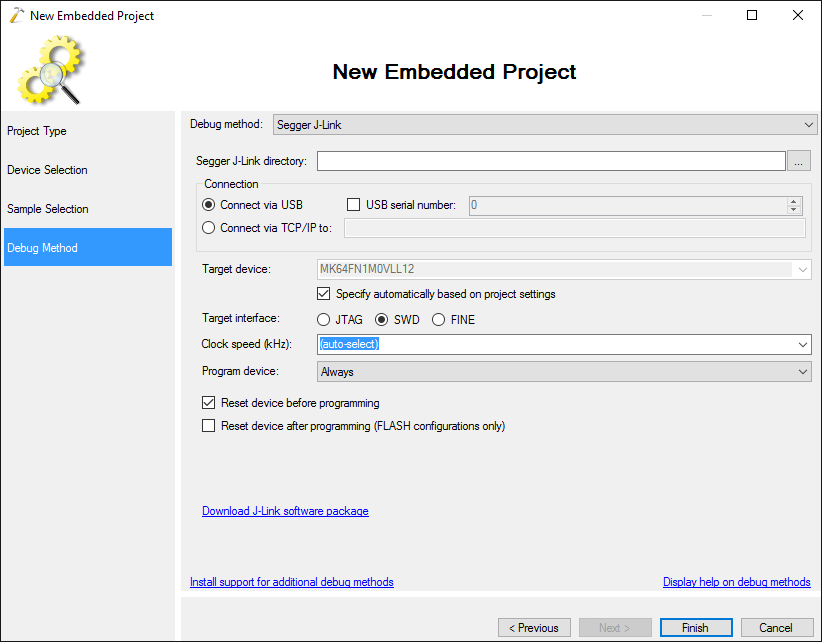 New Embedded Project
New Embedded Project
Project Type
Device Selection
Sample Selection
Debug Method
Debug method: Segger J-Link
Segger J-Link directory: ...
Connection
Connect via USB USB serial number: 0
Connect via TCP/IP to:
Target device: MK64FN1M0VLL12
Specify automatically based on project settings
Target interface: JTAG SWD FINE
Clock speed (kHz): (auto-select)
Program device: Always
Reset device before programming
Reset device after programming (FLASH configurations only)
Download J-Link software package
Install support for additional debug methods Display help on debug methods
< Previous Next > Finish Cancel